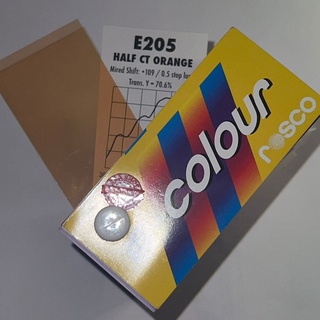 E205
HALF CT ORANGE
Mired Shift: +109 / 0.5 stop
Trans. Y = 70.6%
colour
rosco